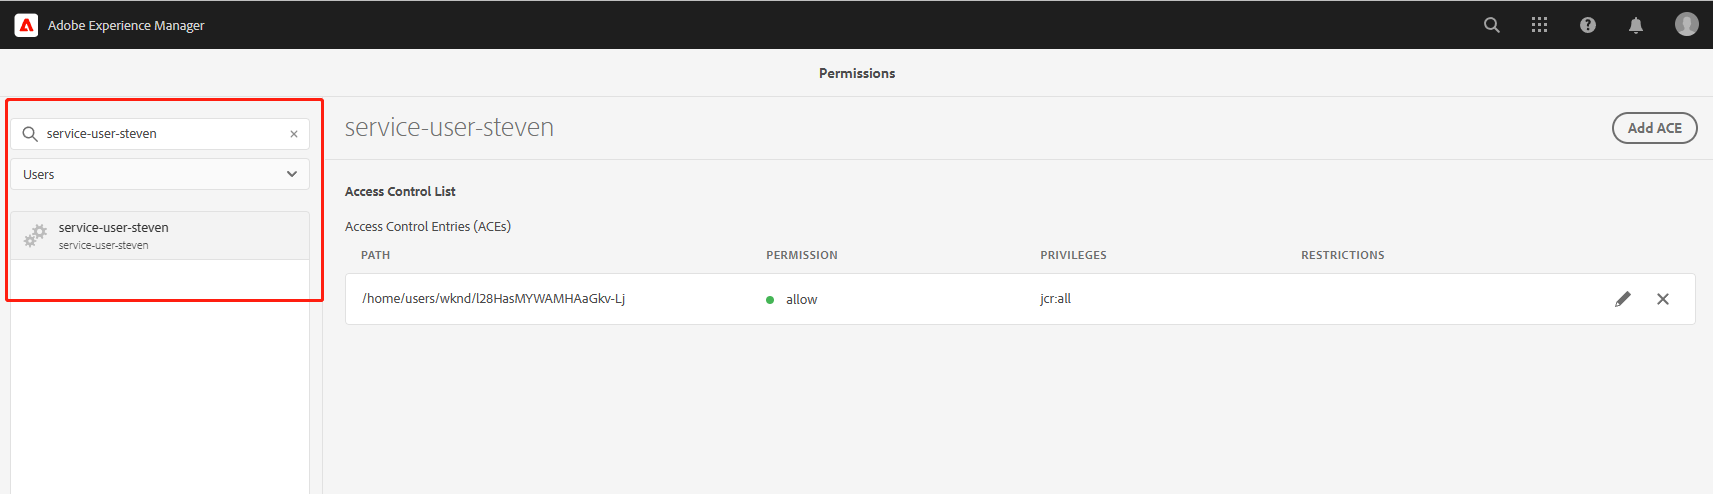 Adobe Experience Manager
Permissions
service-user-steven
Users
service-user-steven
service-user-steven
service-user-steven
Add ACE
Access Control List
Access Control Entries (ACEs)
PATH PERMISSION PRIVILEGES RESTRICTIONS
/home/users/wknd/l28HasMYWAMHAaGkv-Lj allow jcr:all